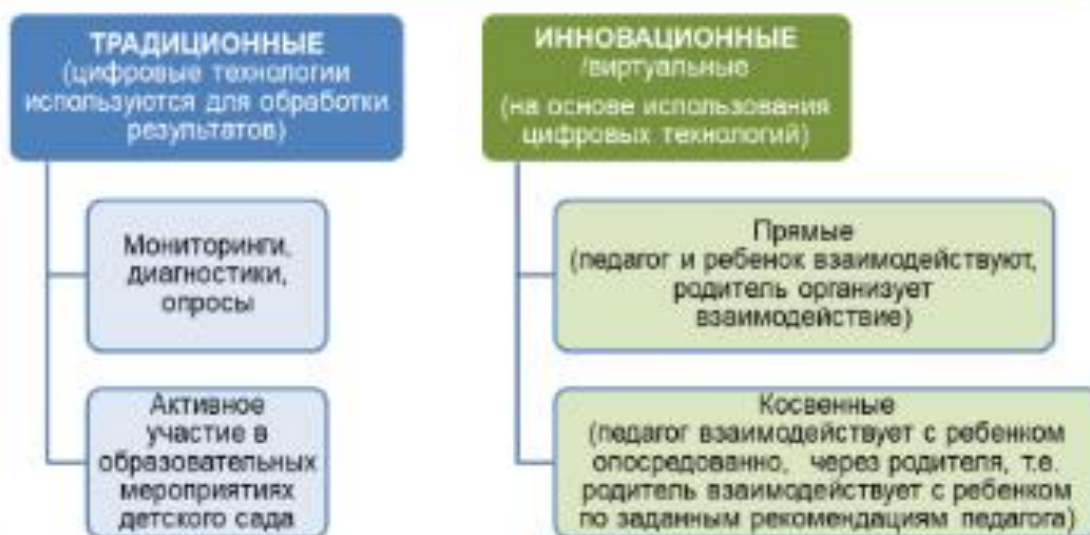 ТРАДИЦИОННЫЕ
(цифровые технологии
используются для обработки
результатов)
Мониторинги,
диагностики,
опросы
Активное
участие в
образовательных
мероприятиях
детского сада
ИННОВАЦИОННЫЕ
/виртуальные
(на основе использования
цифровых технологий)
Прямые
(педагог и ребенок взаимодействуют,
родитель организует
взаимодействие)
Косвенные
(педагог взаимодействует с ребенком
опосредованно, через родителя, т.е.
родитель взаимодействует с ребенком
по заданным рекомендациям педагога)